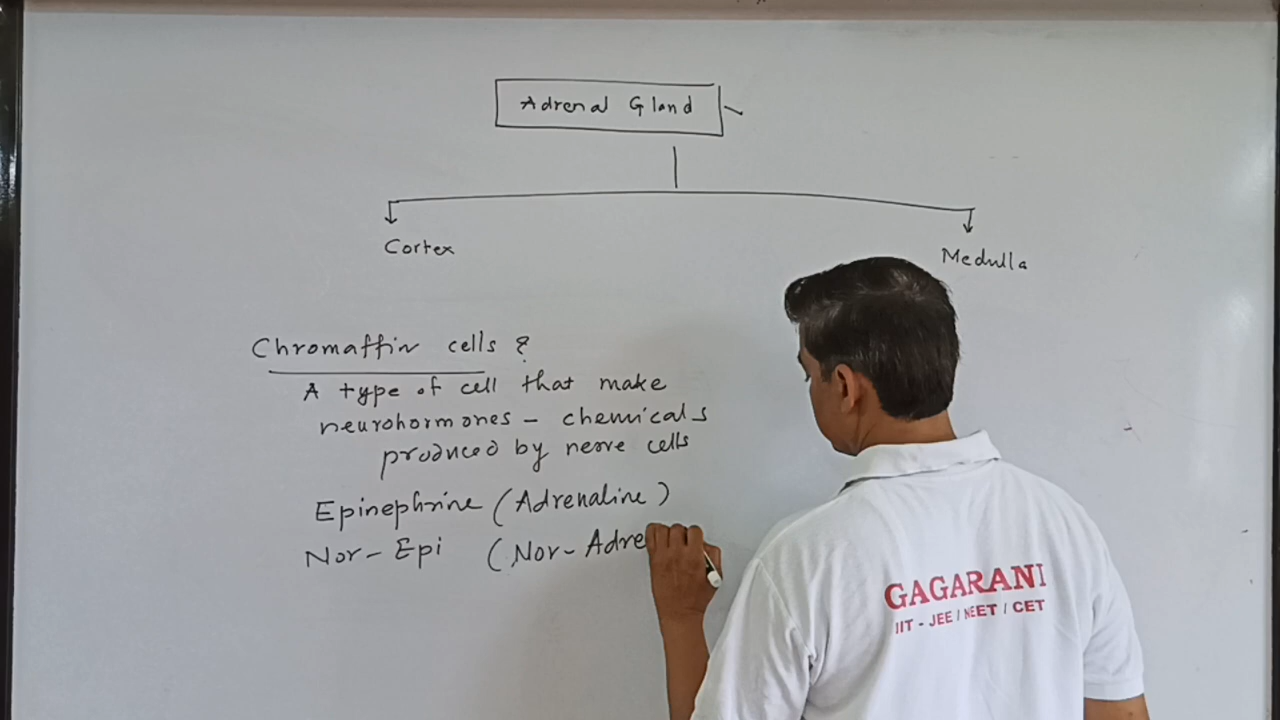 Adrenal Gland
Cortex
Medulla
Chromaffin cells ?
A type of cell that make
neurohormones - chemicals
produced by nerve cells
Epinephrine (Adrenaline)
Nor-Epi (Nor-Adre
GAGARANI
IIT - JEE / NEET / CET